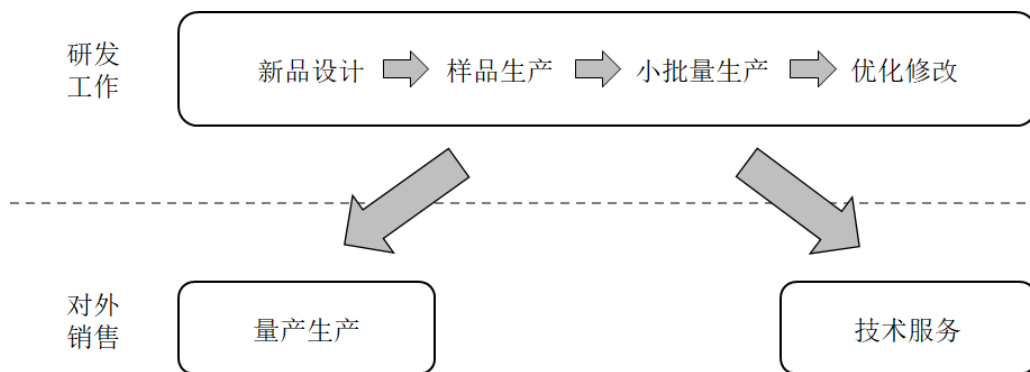 研发
工作
新品设计 样品生产 小批量生产 优化修改
对外
销售
量产生产 技术服务